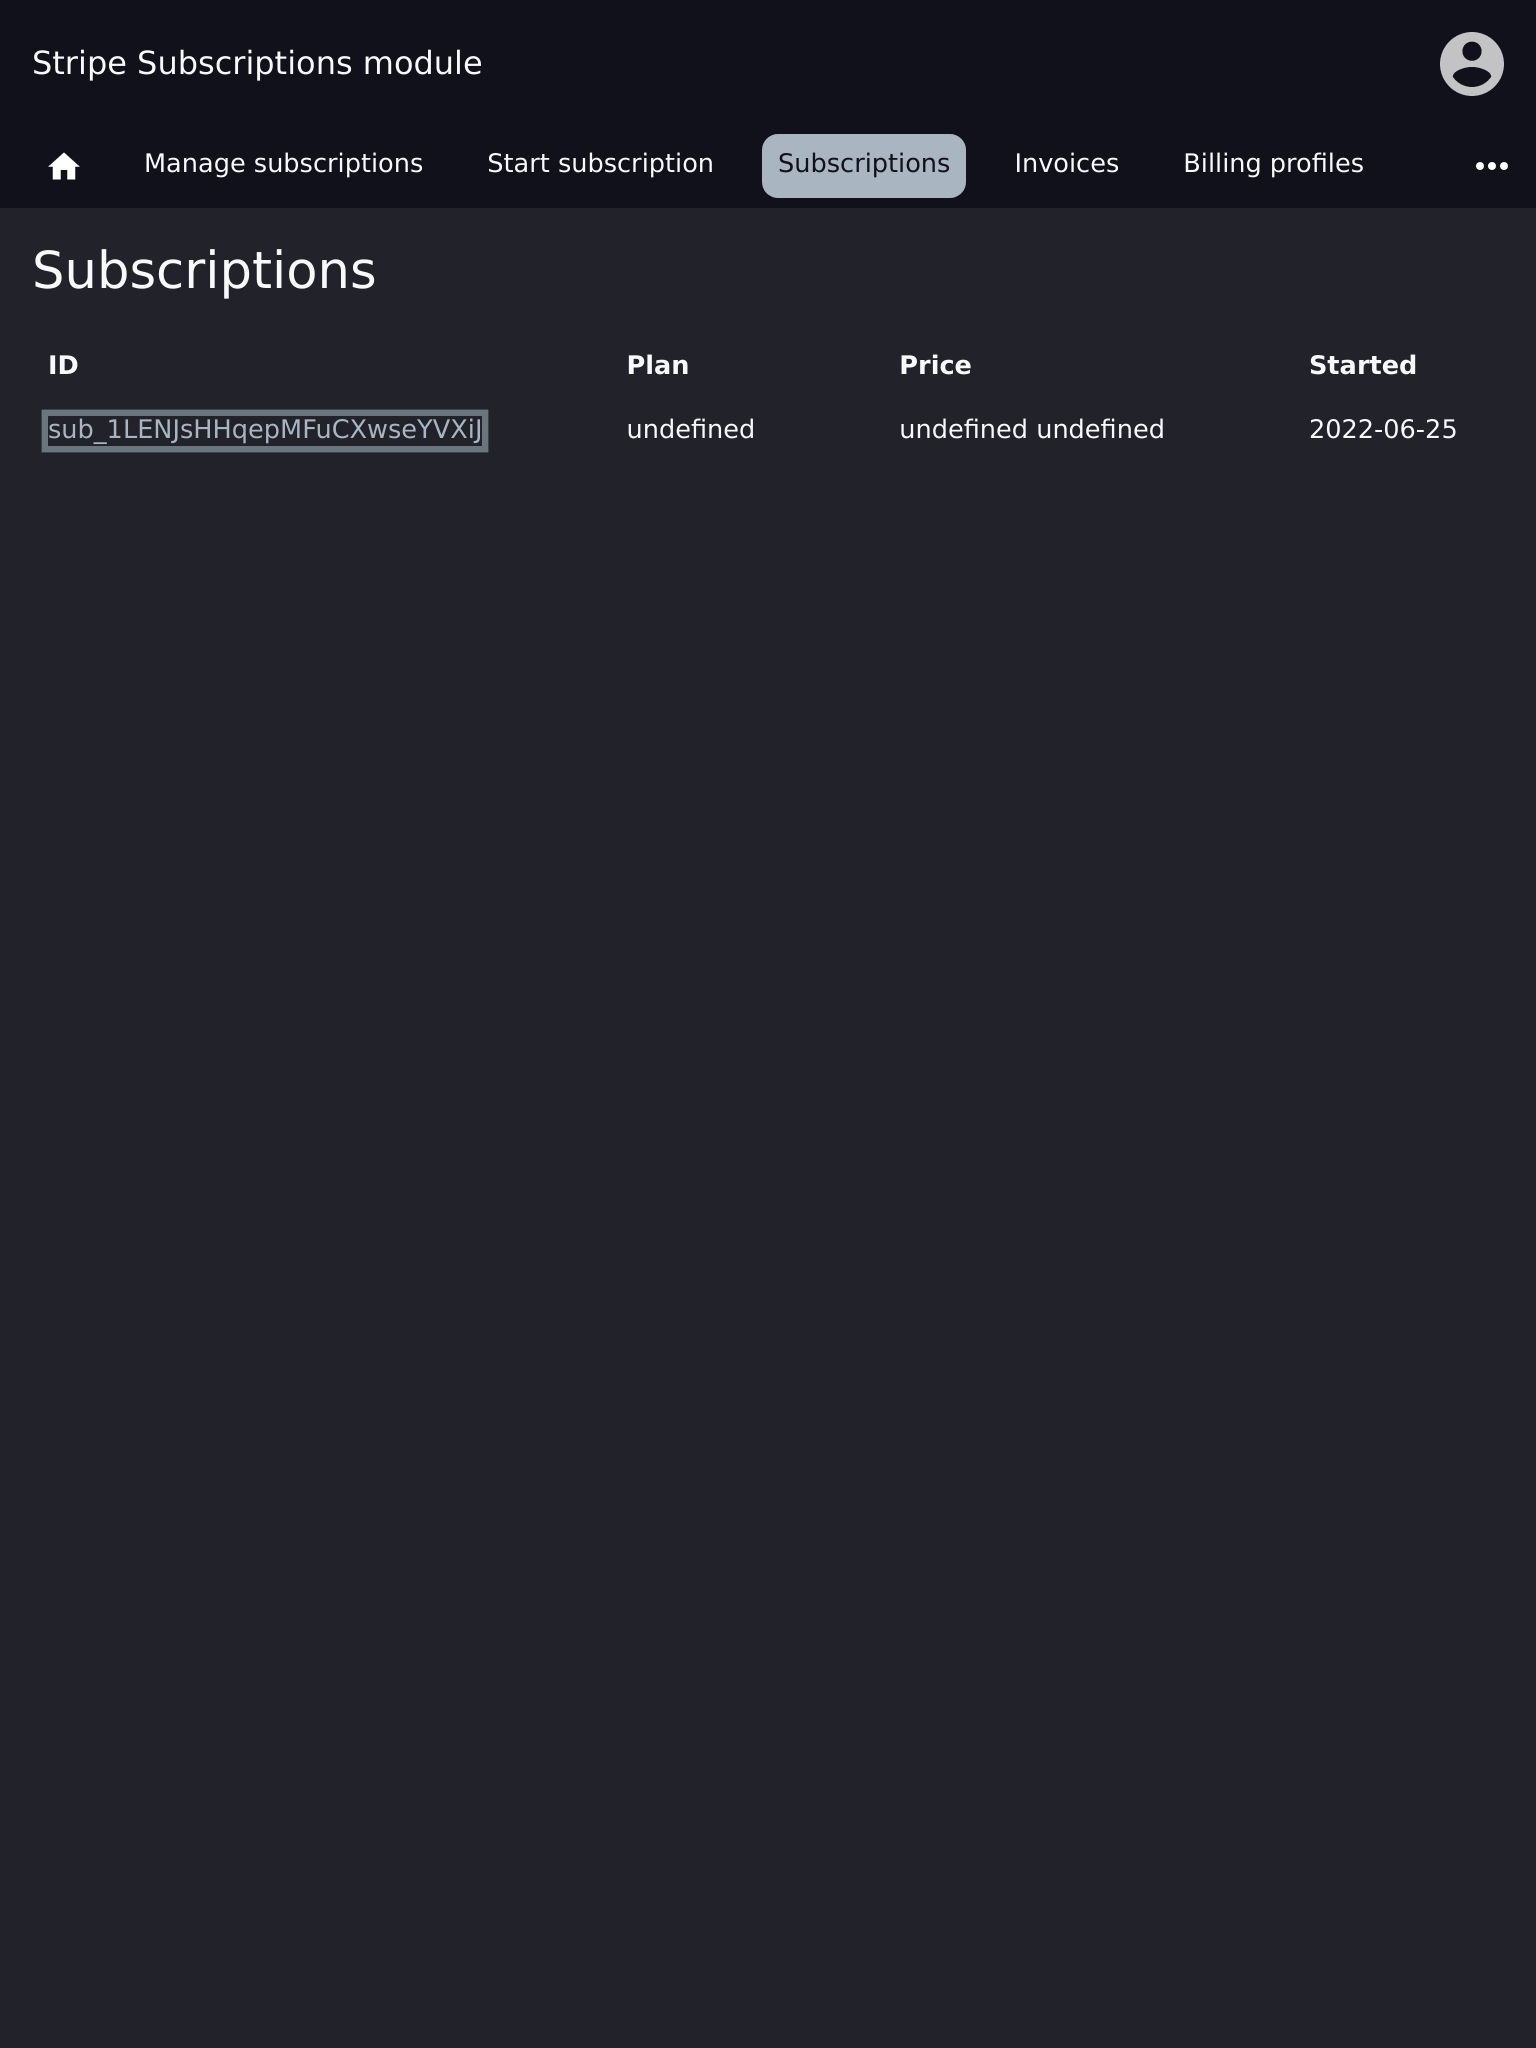 Stripe Subscriptions module
Manage subscriptions Start subscription Subscriptions Invoices Billing profiles
Subscriptions
ID Plan Price Started
sub_1LENJsHHqepMFuCXwseYVXiJ undefined undefined undefined 2022-06-25